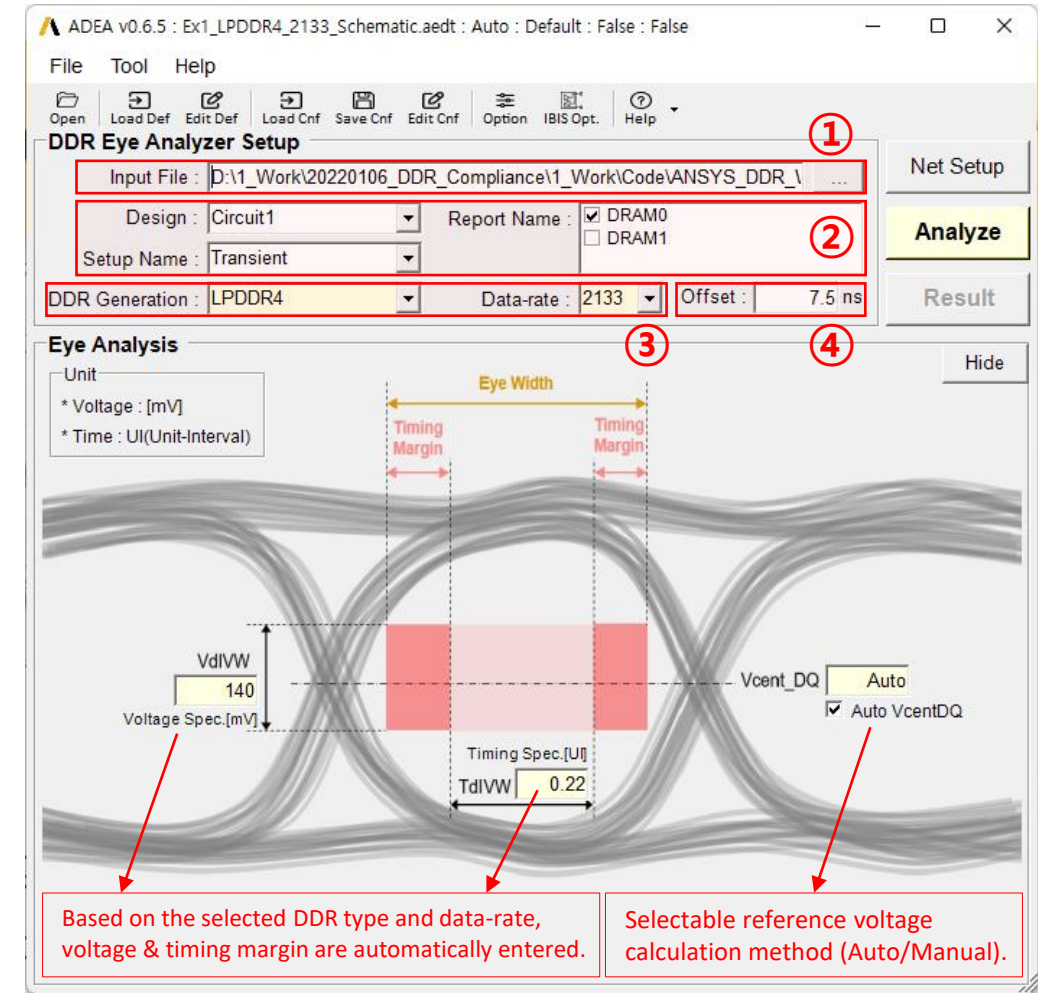 ADEA v0.6.5 : Ex1_LPDDR4_2133_Schematic.aedt : Auto : Default : False : False
File Tool Help
Open Load Def Edit Def Load Cnf Save Cnf Edit Cnf Option IBIS Opt. Help
DDR Eye Analyzer Setup
①
Input File : D:\1_Work\20220106_DDR_Compliance\1_Work\Code\ANSYS_DDR_\ ...
Net Setup
Design : Circuit1 Report Name : DRAM0
DRAM1
②
Analyze
Setup Name : Transient
DDR Generation : LPDDR4 Data-rate : 2133 Offset : 7.5 ns
Result
③ ④
Eye Analysis
Hide
Unit
* Voltage : [mV]
* Time : UI(Unit-Interval)
Eye Width
Timing Margin
Timing Margin
VdIVW
140
Voltage Spec.[mV]
Vcent_DQ Auto
Auto VcentDQ
Timing Spec.[UI]
TdIVW 0.22
Based on the selected DDR type and data-rate,
voltage & timing margin are automatically entered.
Selectable reference voltage
calculation method (Auto/Manual).